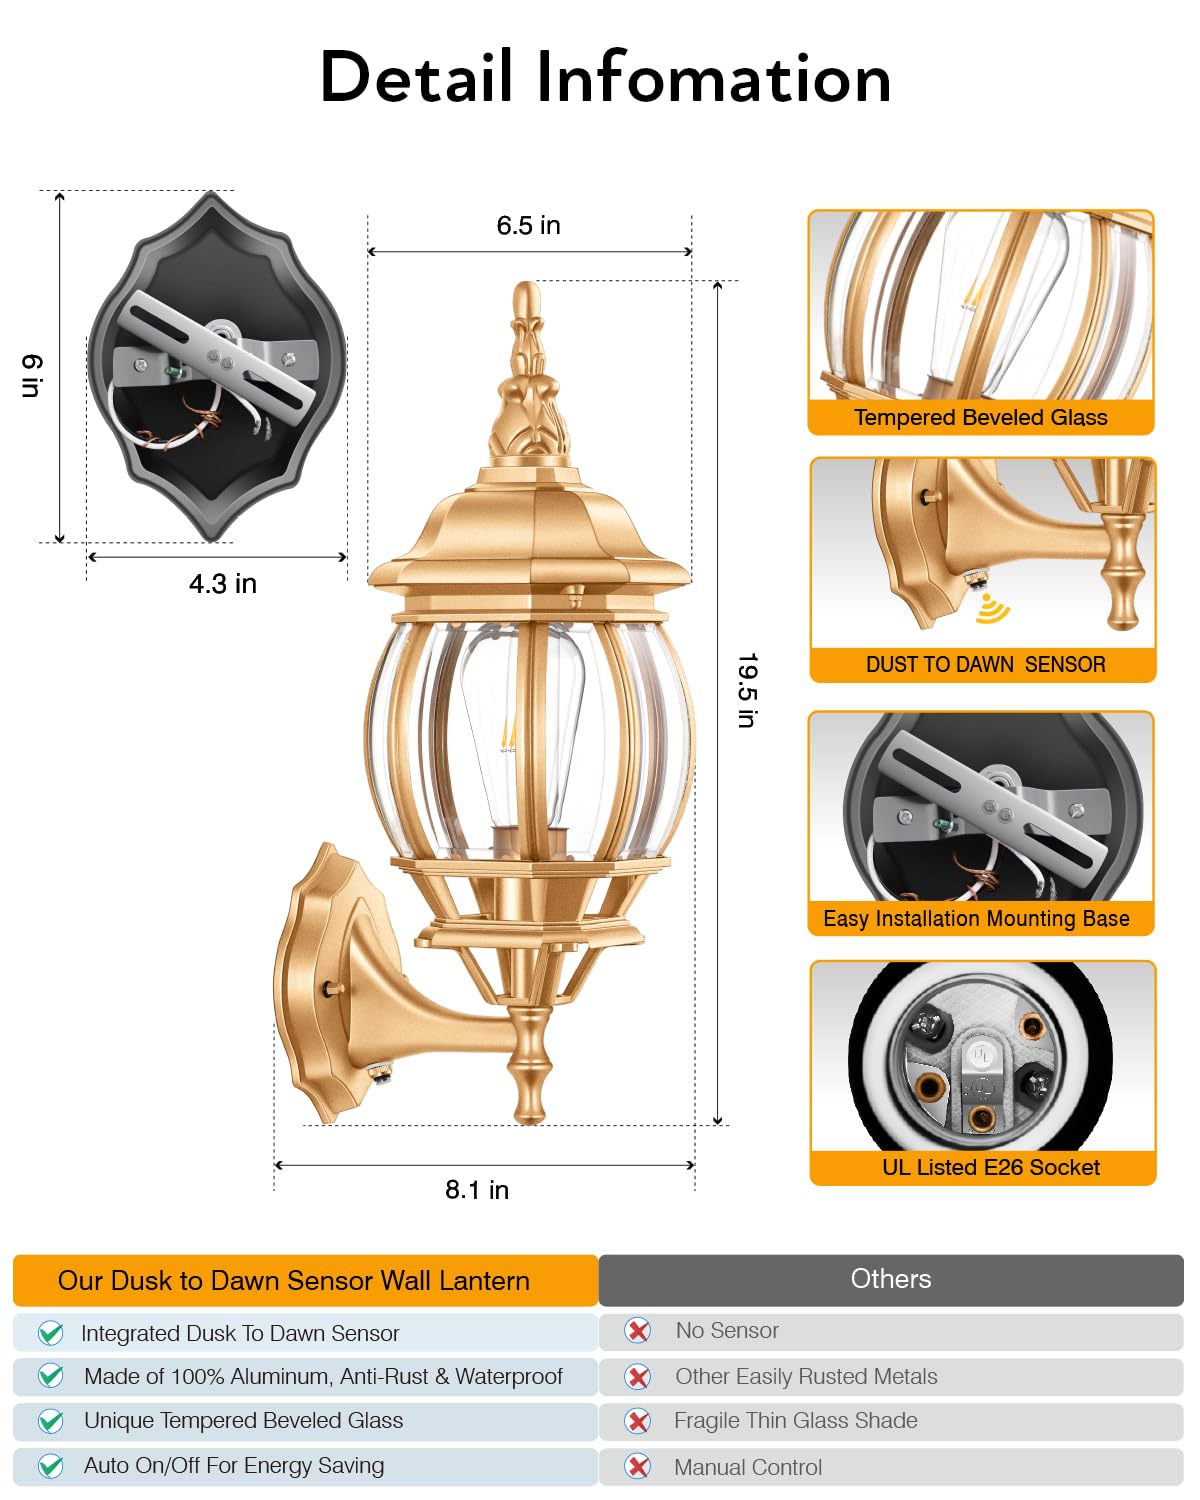 Detail Infomation
6.5 in
6 in
4.3 in
19.5 in
8.1 in
Tempered Beveled Glass
DUST TO DAWN SENSOR
Easy Installation Mounting Base
UL
UL Listed E26 Socket
Our Dusk to Dawn Sensor Wall Lantern
Others
Integrated Dusk To Dawn Sensor
No Sensor
Made of 100% Aluminum, Anti-Rust & Waterproof
Other Easily Rusted Metals
Unique Tempered Beveled Glass
Fragile Thin Glass Shade
Auto On/Off For Energy Saving
Manual Control